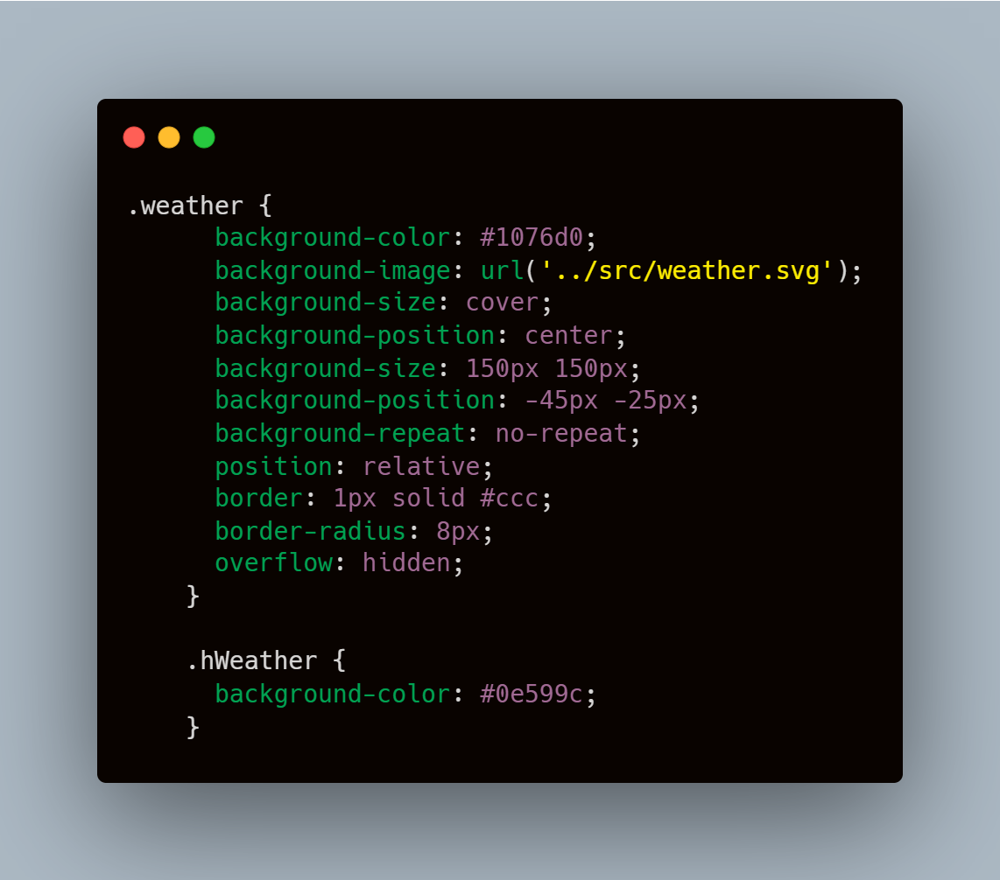 .weather {
      background-color: #1076d0;
      background-image: url('../src/weather.svg');
      background-size: cover;
      background-position: center;
      background-size: 150px 150px;
      background-position: -45px -25px;
      background-repeat: no-repeat;
      position: relative;
      border: 1px solid #ccc;
      border-radius: 8px;
      overflow: hidden;
    }

    .hWeather {
      background-color: #0e599c;
    }